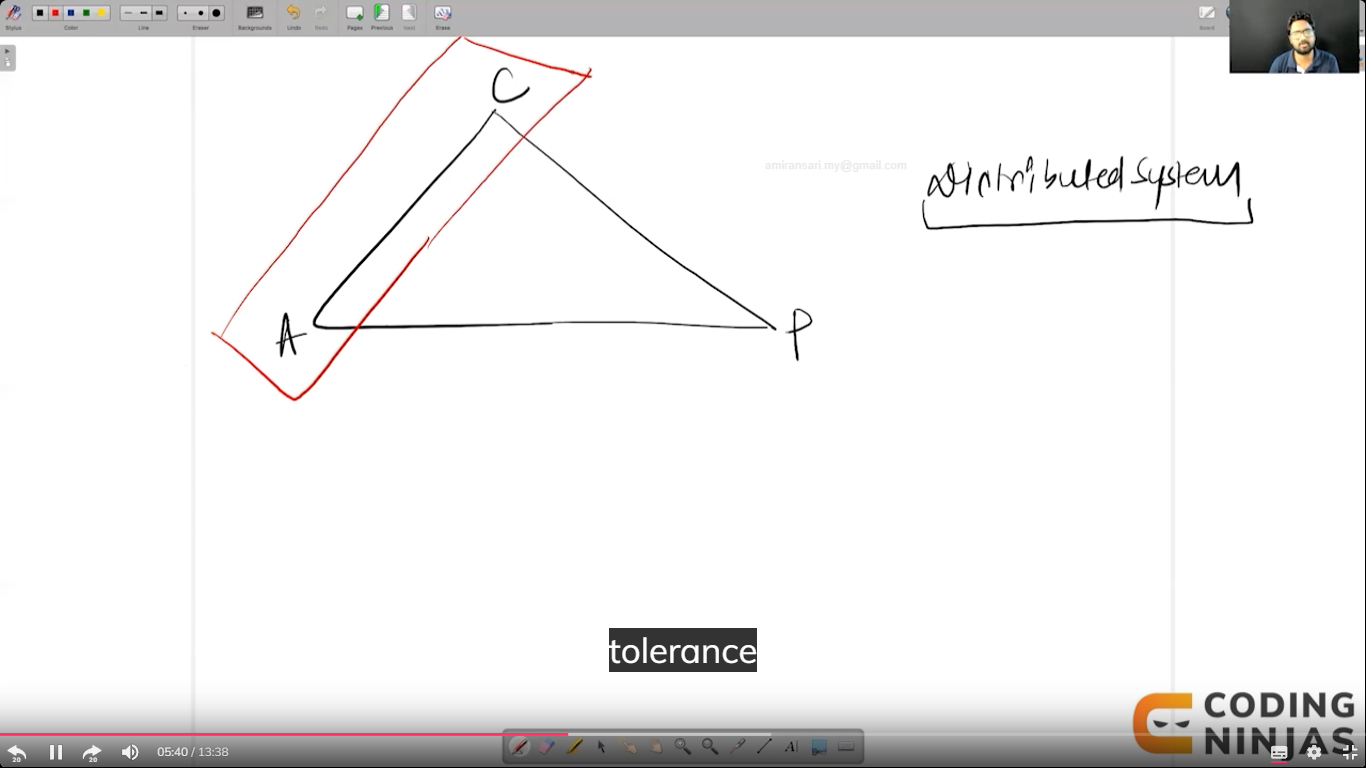 Stylus
Color
Line
Eraser
Backgrounds
Undo
Redo
Pages
Previous
Next
Erase
Board
C
amiransari.my@gmail.com
Distributed System
A
P
tolerance
CODING
NINJAS
20
20
05:40 / 13:38
A